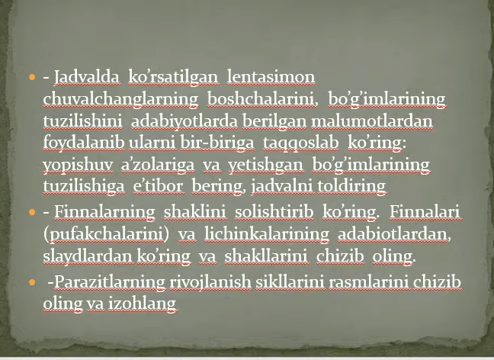 - Jadvalda ko'rsatilgan lentasimon
chuvalchanglarning boshchalarini, bo'g'imlarining
tuzilishini adabiyotlarda berilgan malumotlardan
foydalanib ularni bir-biriga taqqoslab ko'ring:
yopishuv a'zolariga va yetishgan bo'g'imlarining
tuzilishiga e'tibor bering, jadvalni toldiring
- Finnalarning shaklini solishtirib ko'ring. Finnalari
(pufakchalarini) va lichinkalarining adabiotlardan,
slaydlardan ko'ring va shakllarini chizib oling.
-Parazitlarning rivojlanish sikllarini rasmlarini chizib
oling va izohlang